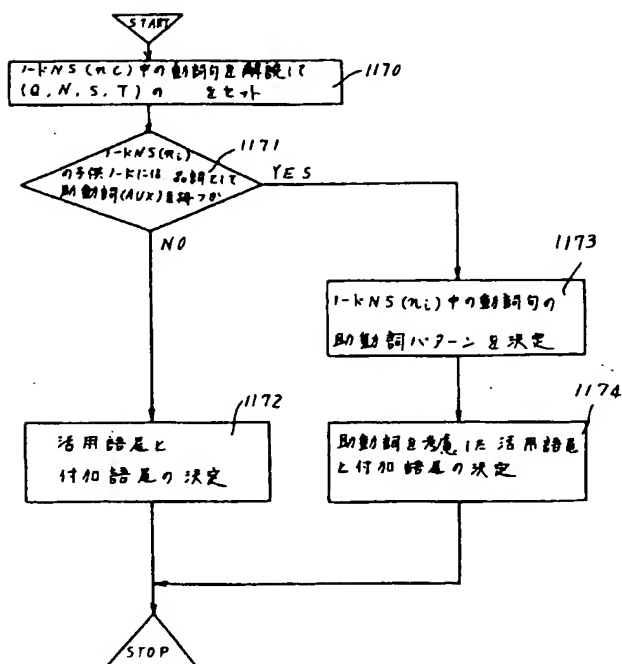 START
ノードNS(ni)中の動詞句を解読して
(Q, N, S, T)の をセット
1170
ノードNS(ni)
の子供ノードには 品詞として
助動詞(AUX)を持つか
1171
YES
NO
1173
ノードNS(ni)中の動詞句の
助動詞パターンを決定
1172
活用語尾と
付加語尾の決定
1174
助動詞を考慮した活用語尾
と付加語尾の決定
STOP